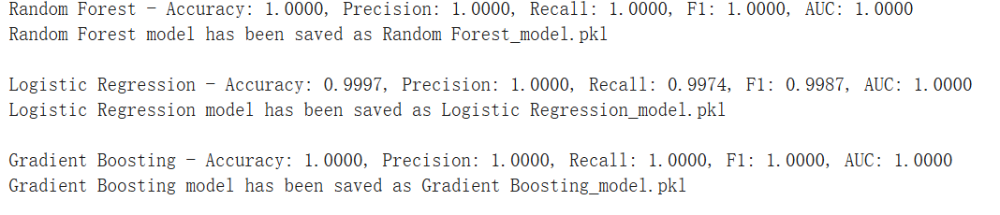 Random Forest - Accuracy: 1.0000, Precision: 1.0000, Recall: 1.0000, F1: 1.0000, AUC: 1.0000
Random Forest model has been saved as Random Forest_model.pkl
Logistic Regression - Accuracy: 0.9997, Precision: 1.0000, Recall: 0.9974, F1: 0.9987, AUC: 1.0000
Logistic Regression model has been saved as Logistic Regression_model.pkl
Gradient Boosting - Accuracy: 1.0000, Precision: 1.0000, Recall: 1.0000, F1: 1.0000, AUC: 1.0000
Gradient Boosting model has been saved as Gradient Boosting_model.pkl